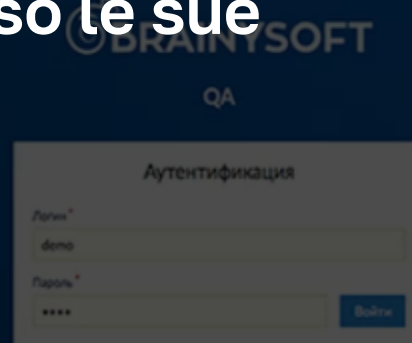 so le sue
BRAINYSOFT
QA
Аутентификация
Логин *
demo
Пароль *
•••• Войти